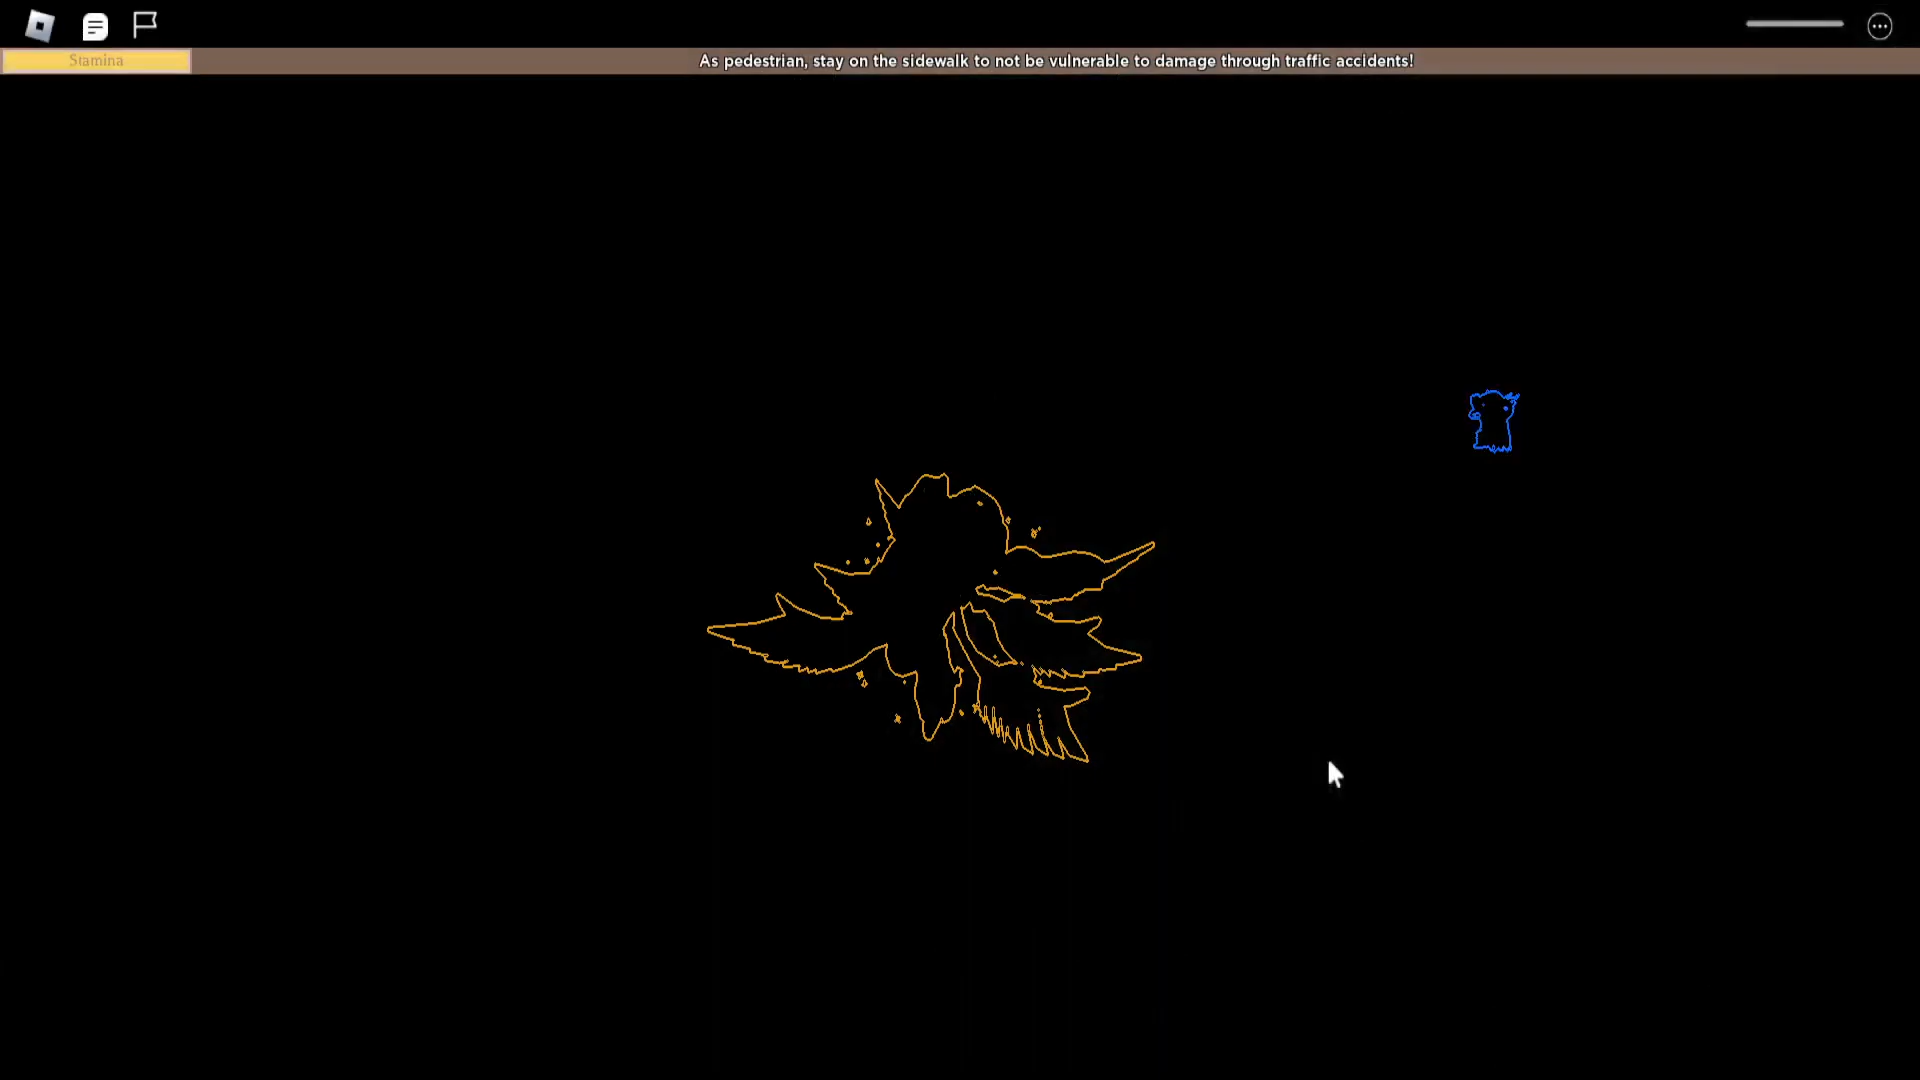 Stamina
As pedestrian, stay on the sidewalk to not be vulnerable to damage through traffic accidents!